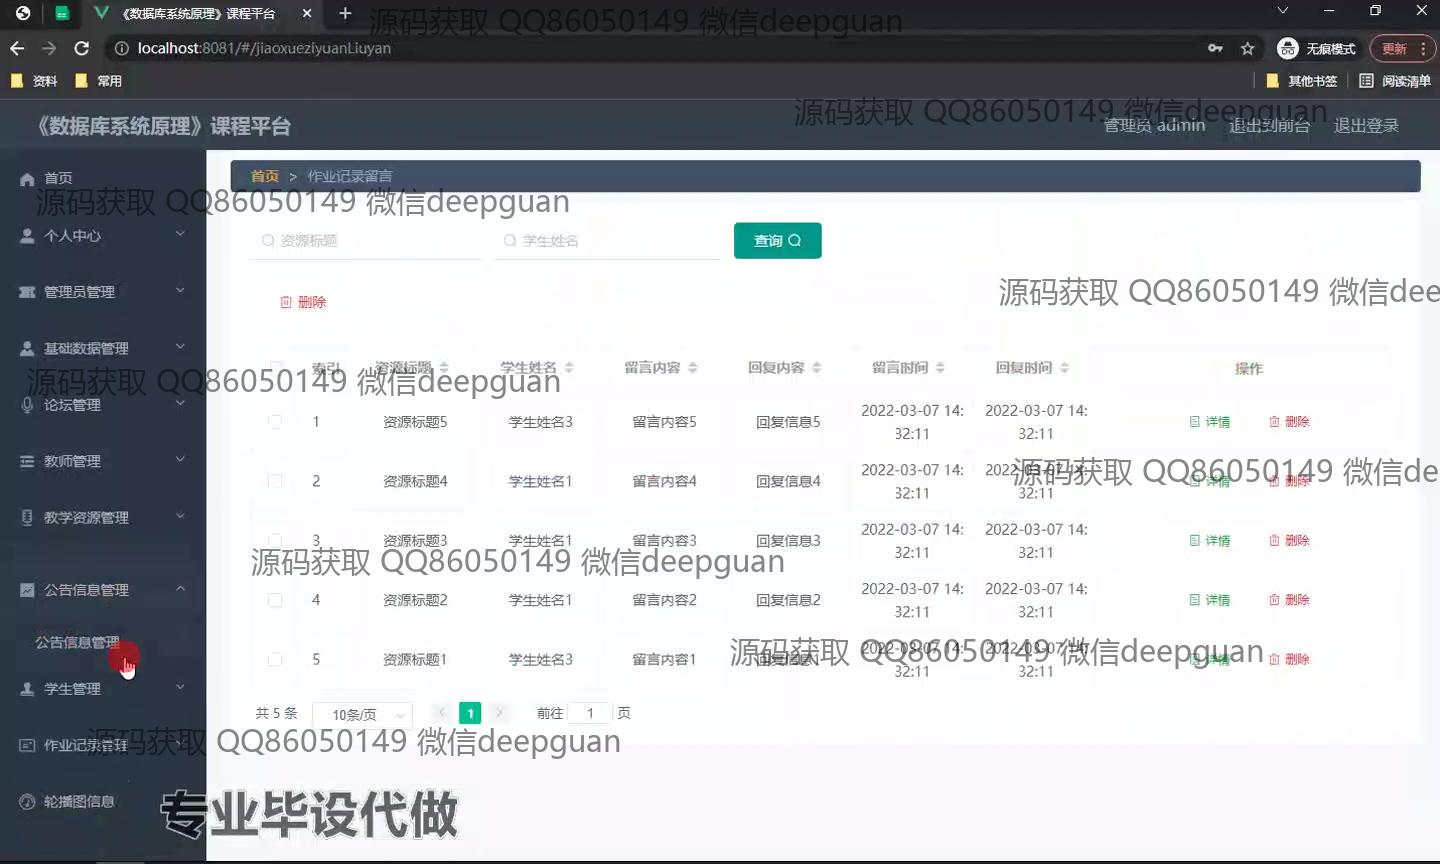 《数据库系统原理》课程平台
源码获取 QQ86050149 微信deepguan
localhost:8081/#/jiaoxueziyuanLiuyan
无痕模式
更新
资料
常用
其他书签
阅读清单
源码获取 QQ86050149 微信deepguan
《数据库系统原理》课程平台
管理员 admin
退出到前台
退出登录
首页
首页 > 作业记录留言
源码获取 QQ86050149 微信deepguan
个人中心
资源标题
学生姓名
查询
管理员管理
源码获取 QQ86050149 微信dee
删除
基础数据管理
索引 资源标题 学生姓名 留言内容 回复内容 留言时间 回复时间 操作
源码获取 QQ86050149 微信deepguan
论坛管理
1 资源标题5 学生姓名3 留言内容5 回复信息5 2022-03-07 14:32:11 2022-03-07 14:32:11 详情 删除
教师管理
2 资源标题4 学生姓名1 留言内容4 回复信息4 2022-03-07 14:32:11 2022-03-07 14:32:11 详情 删除
源码获取 QQ86050149 微信de
教学资源管理
3 资源标题3 学生姓名1 留言内容3 回复信息3 2022-03-07 14:32:11 2022-03-07 14:32:11 详情 删除
源码获取 QQ86050149 微信deepguan
公告信息管理
4 资源标题2 学生姓名1 留言内容2 回复信息2 2022-03-07 14:32:11 2022-03-07 14:32:11 详情 删除
公告信息管理
5 资源标题1 学生姓名3 留言内容1 2022-03-07 14:32:11 2022-03-07 14:32:11 详情 删除
源码获取 QQ86050149 微信deepguan
学生管理
共 5 条 10条/页 1 前往 1 页
作业记录管理
源码获取 QQ86050149 微信deepguan
轮播图信息
专业毕设代做